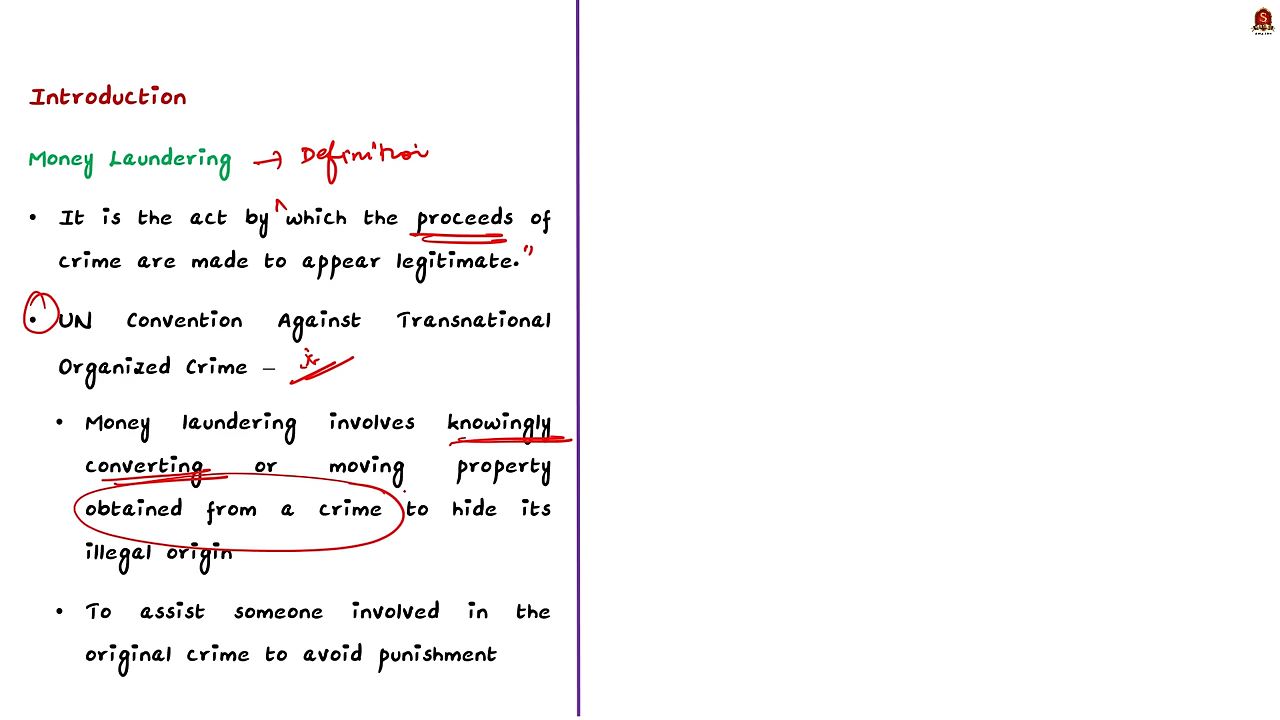 Introduction
Money Laundering → Definition
• It is the act by which the proceeds of
crime are made to appear legitimate."
• UN Convention Against Transnational
Organized Crime –
• Money laundering involves knowingly
converting or moving property
obtained from a crime to hide its
illegal origin
• To assist someone involved in the
original crime to avoid punishment